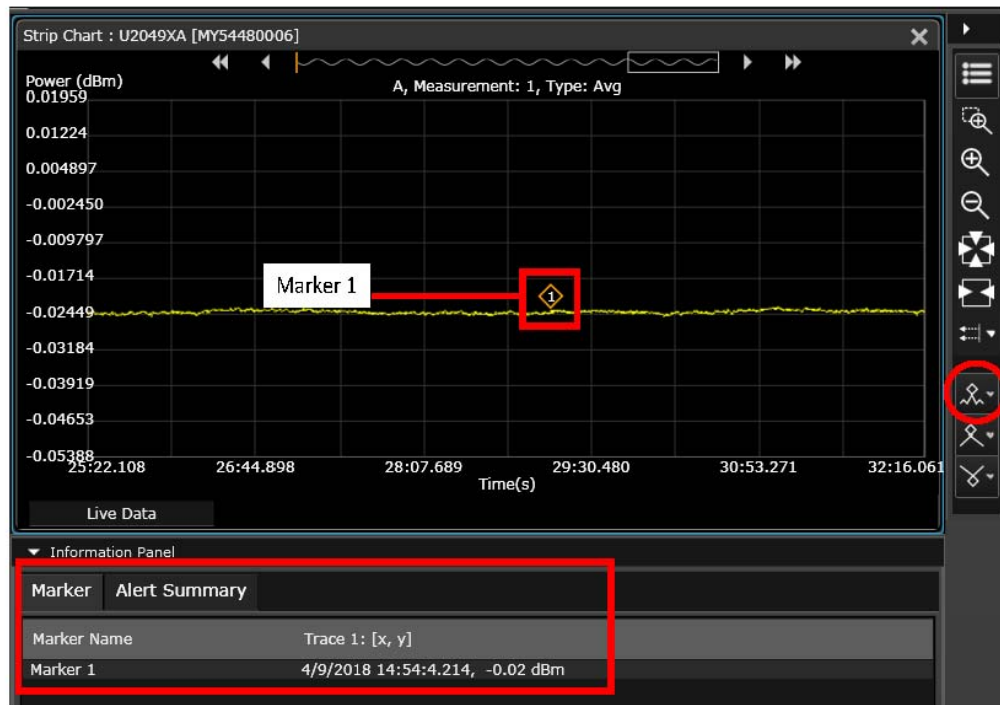 Strip Chart : U2049XA [MY54480006]
Power (dBm)
A, Measurement: 1, Type: Avg
0.01959
0.01224
0.004897
-0.002450
-0.009797
-0.01714
Marker 1
1
-0.02449
-0.03184
-0.03919
-0.04653
-0.05388
25:22.108 26:44.898 28:07.689 29:30.480 30:53.271 32:16.061
Time(s)
Live Data
Information Panel
Marker Alert Summary
Marker Name Trace 1: [x, y]
Marker 1 4/9/2018 14:54:4.214, -0.02 dBm